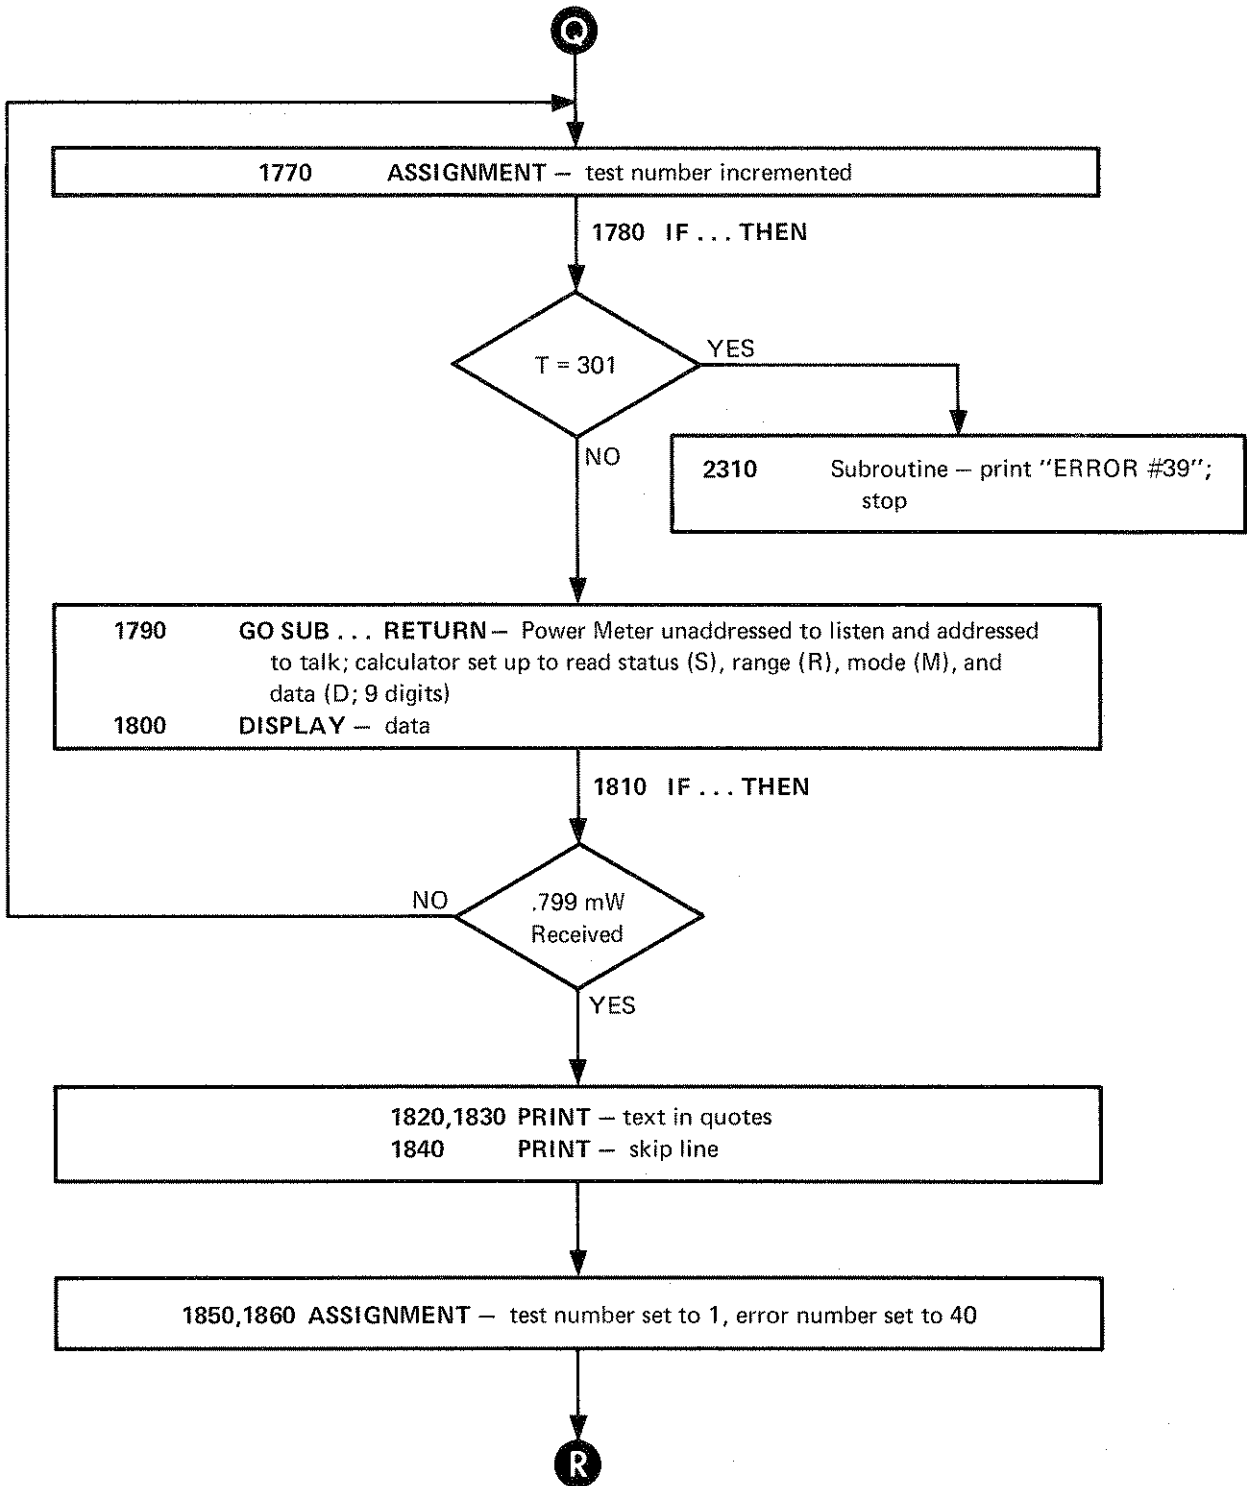 Q
1770 ASSIGNMENT – test number incremented
1780 IF . . . THEN
T = 301
YES
NO
2310 Subroutine – print "ERROR #39";
stop
1790 GO SUB . . . RETURN – Power Meter unaddressed to listen and addressed
to talk; calculator set up to read status (S), range (R), mode (M), and
data (D; 9 digits)
1800 DISPLAY – data
1810 IF . . . THEN
NO
.799 mW
Received
YES
1820,1830 PRINT – text in quotes
1840 PRINT – skip line
1850,1860 ASSIGNMENT – test number set to 1, error number set to 40
R